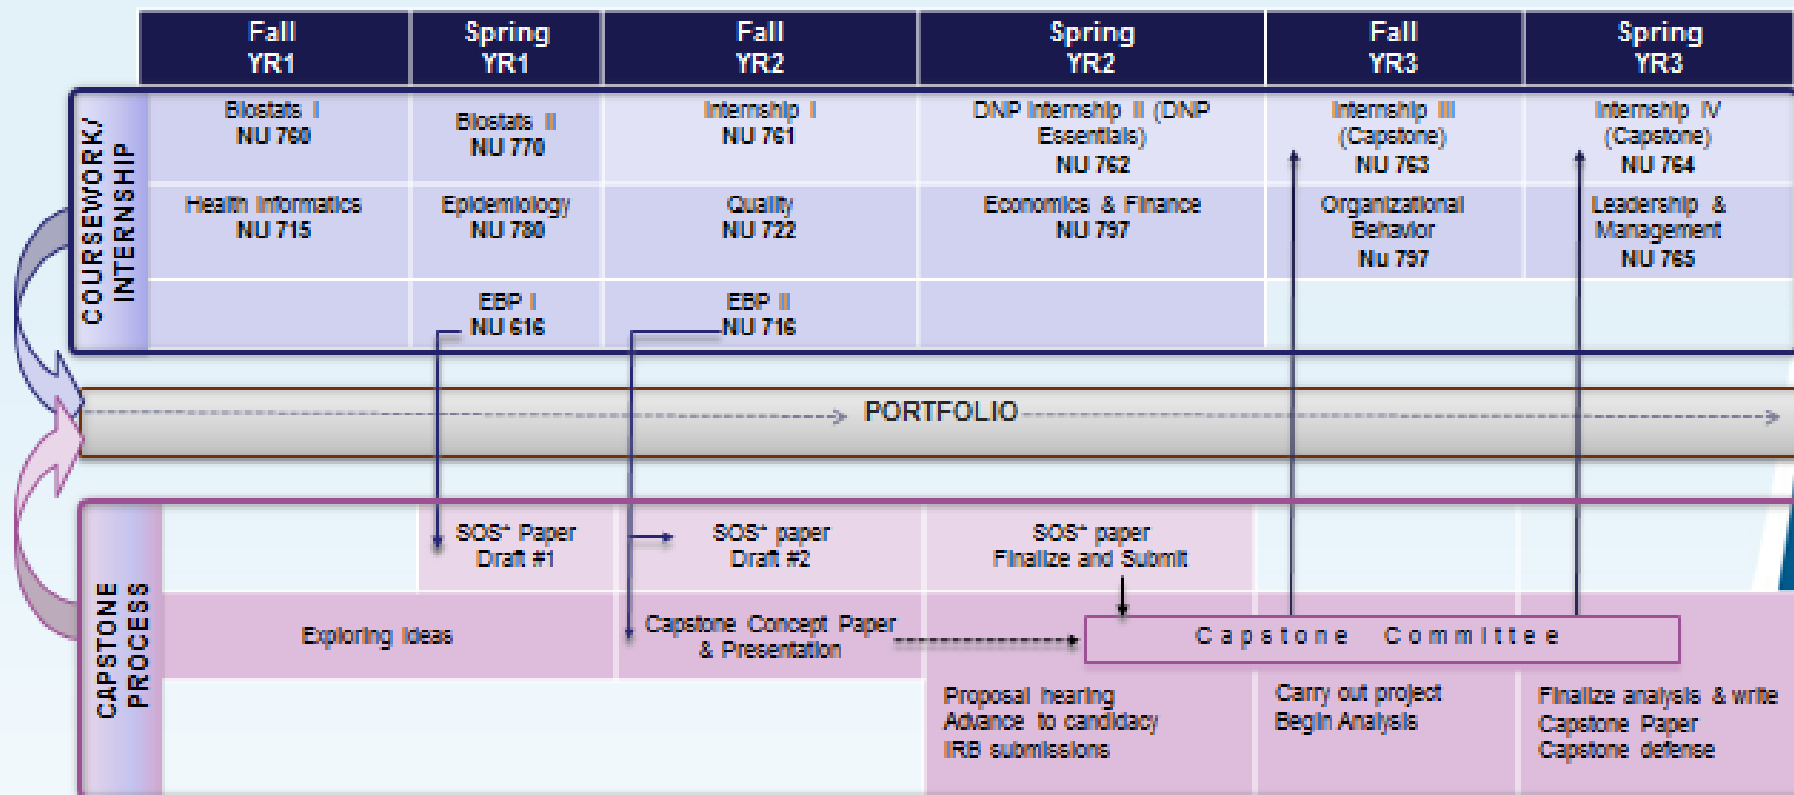 Fall
YR1
Spring
YR1
Fall
YR2
Spring
YR2
Fall
YR3
Spring
YR3
COURSEWORK/
INTERNSHIP
Biostats I
NU 760
Biostats II
NU 770
Internship I
NU 761
DNP Internship II (DNP
Essentials)
NU 762
Internship III
(Capstone)
NU 763
Internship IV
(Capstone)
NU 764
Health Informatics
NU 715
Epidemiology
NU 780
Quality
NU 722
Economics & Finance
NU 797
Organizational
Behavior
Nu 797
Leadership &
Management
NU 765
EBP I
NU 616
EBP II
NU 716
PORTFOLIO
CAPSTONE
PROCESS
SOS* Paper
Draft #1
SOS* paper
Draft #2
SOS* paper
Finalize and Submit
Exploring Ideas
Capstone Concept Paper
& Presentation
Capstone Committee
Proposal hearing
Advance to candidacy
IRB submissions
Carry out project
Begin Analysis
Finalize analysis & write
Capstone Paper
Capstone defense